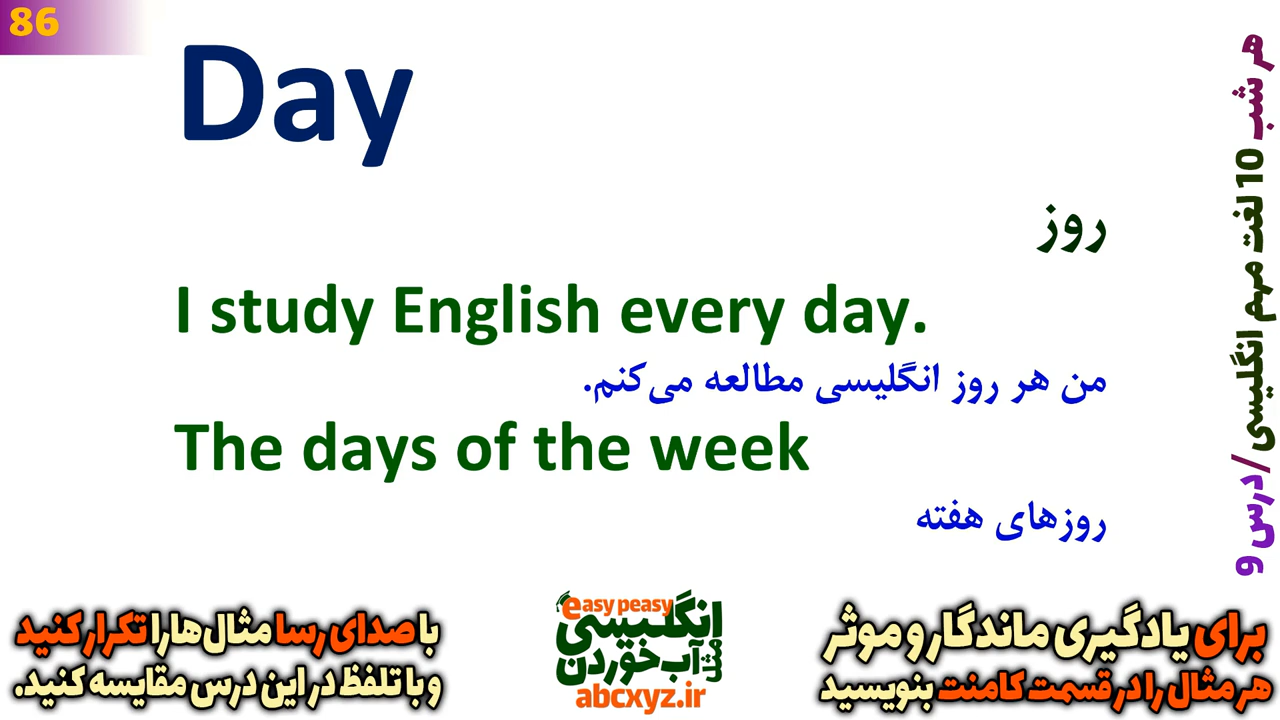 86
Day
روز
I study English every day.
من هر روز انگلیسی مطالعه می‌کنم.
The days of the week
روزهای هفته
هر شب 10 لغت مهم انگلیسی/درس 9
با صدای رسا مثال‌ها را تکرار کنید
و با تلفظ در این درس مقایسه کنید.
easy peasy
انگلیسی
مثل آب خوردن
abcxyz.ir
برای یادگیری ماندگار و موثر
هر مثال را در قسمت کامنت بنویسید